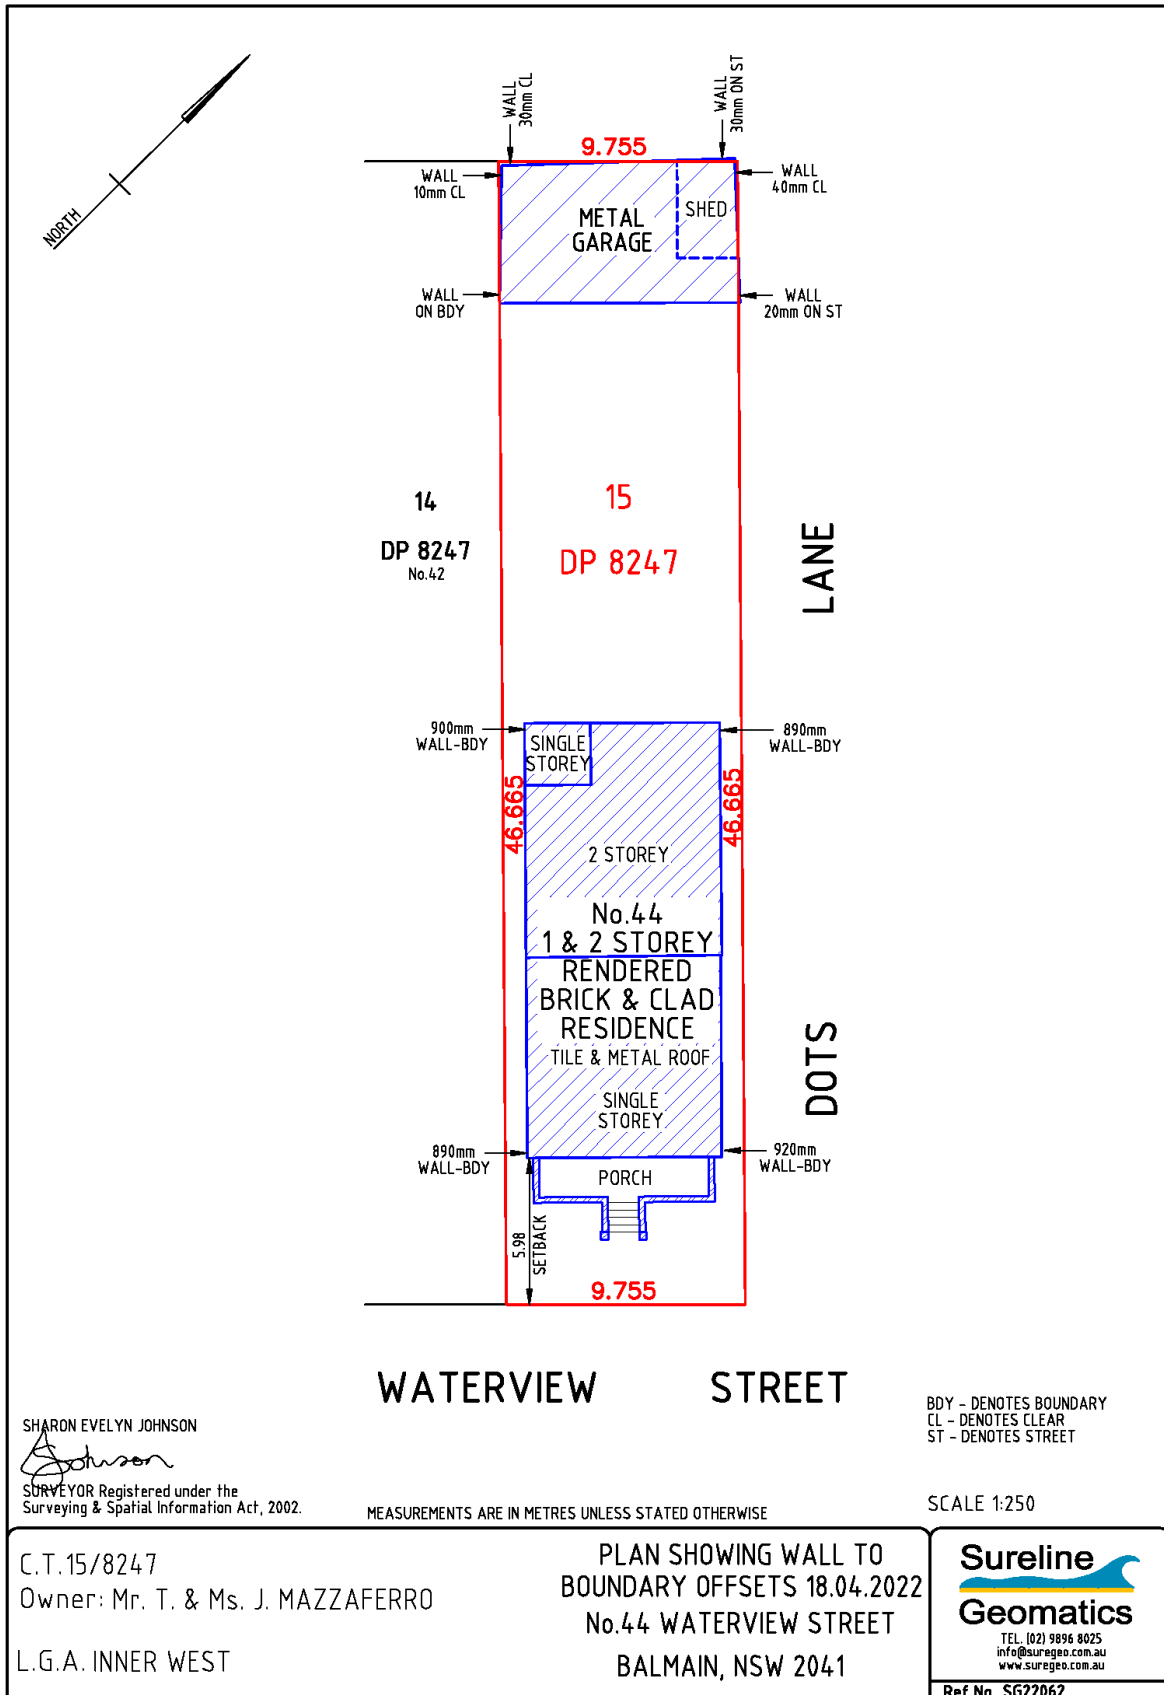 WALL
30mm CL
WALL
30mm ON ST
9.755
WALL
10mm CL
WALL
40mm CL
METAL
GARAGE
SHED
NORTH
WALL
ON BDY
WALL
20mm ON ST
14
DP 8247
No.42
15
DP 8247
LANE
900mm
WALL-BDY
890mm
WALL-BDY
SINGLE
STOREY
46.665
46.665
2 STOREY
No.44
1 & 2 STOREY
RENDERED
BRICK & CLAD
RESIDENCE
TILE & METAL ROOF
DOTS
SINGLE
STOREY
890mm
WALL-BDY
920mm
WALL-BDY
PORCH
5.98
SETBACK
9.755
WATERVIEW STREET
BDY - DENOTES BOUNDARY
CL - DENOTES CLEAR
ST - DENOTES STREET
SHARON EVELYN JOHNSON
SJohnson
SURVEYOR Registered under the
Surveying & Spatial Information Act, 2002.
MEASUREMENTS ARE IN METRES UNLESS STATED OTHERWISE
SCALE 1:250
C.T.15/8247
Owner: Mr. T. & Ms. J. MAZZAFERRO
L.G.A. INNER WEST
PLAN SHOWING WALL TO
BOUNDARY OFFSETS 18.04.2022
No.44 WATERVIEW STREET
BALMAIN, NSW 2041
Sureline
Geomatics
TEL. (02) 9896 8025
info@suregeo.com.au
www.suregeo.com.au
Ref No. SG22062